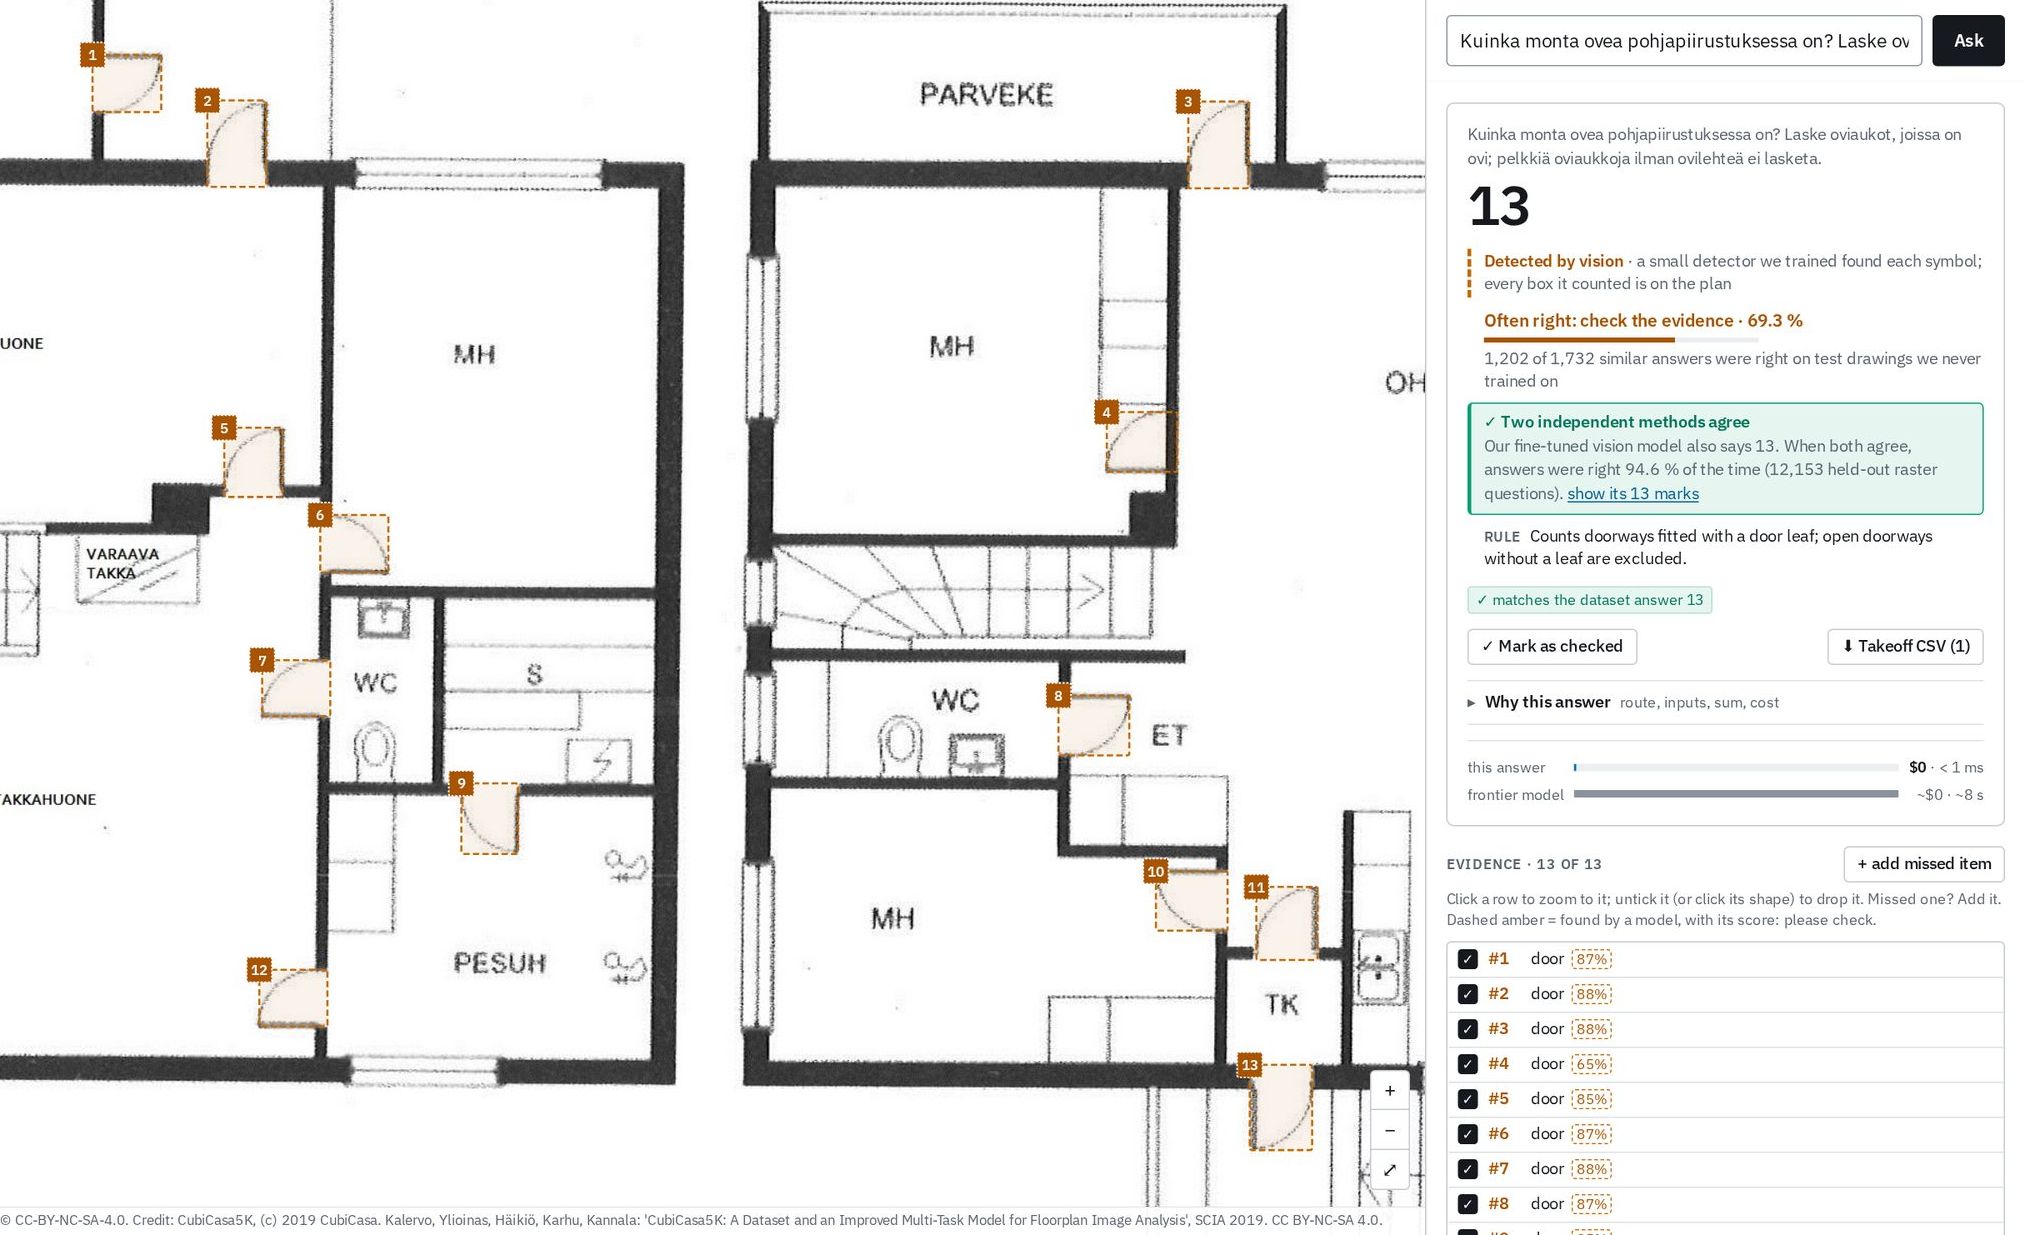 1
2
PARVEKE
3
UONE
MH
MH
4
OH
5
6
VARAAVA
TAKKA
7
WC
S
WC
8
ET
9
TAKKAHUONE
MH
10
11
12
PESUH
TK
13
+
−
⤢
© CC-BY-NC-SA-4.0. Credit: CubiCasa5K, (c) 2019 CubiCasa. Kalervo, Ylioinas, Häikiö, Karhu, Kannala: 'CubiCasa5K: A Dataset and an Improved Multi-Task Model for Floorplan Image Analysis', SCIA 2019. CC BY-NC-SA 4.0.
Kuinka monta ovea pohjapiirustuksessa on? Laske ov
Ask
Kuinka monta ovea pohjapiirustuksessa on? Laske oviaukot, joissa on
ovi; pelkkiä oviaukkoja ilman ovilehteä ei lasketa.
13
Detected by vision · a small detector we trained found each symbol;
every box it counted is on the plan
Often right: check the evidence · 69.3 %
1,202 of 1,732 similar answers were right on test drawings we never
trained on
✓ Two independent methods agree
Our fine-tuned vision model also says 13. When both agree,
answers were right 94.6 % of the time (12,153 held-out raster
questions). show its 13 marks
RULE Counts doorways fitted with a door leaf; open doorways
without a leaf are excluded.
✓ matches the dataset answer 13
✓ Mark as checked
⬇ Takeoff CSV (1)
▸ Why this answer route, inputs, sum, cost
this answer $0 · < 1 ms
frontier model ~$0 · ~8 s
EVIDENCE · 13 OF 13
+ add missed item
Click a row to zoom to it; untick it (or click its shape) to drop it. Missed one? Add it.
Dashed amber = found by a model, with its score: please check.
✓ #1 door 87%
✓ #2 door 88%
✓ #3 door 88%
✓ #4 door 65%
✓ #5 door 85%
✓ #6 door 87%
✓ #7 door 88%
✓ #8 door 87%